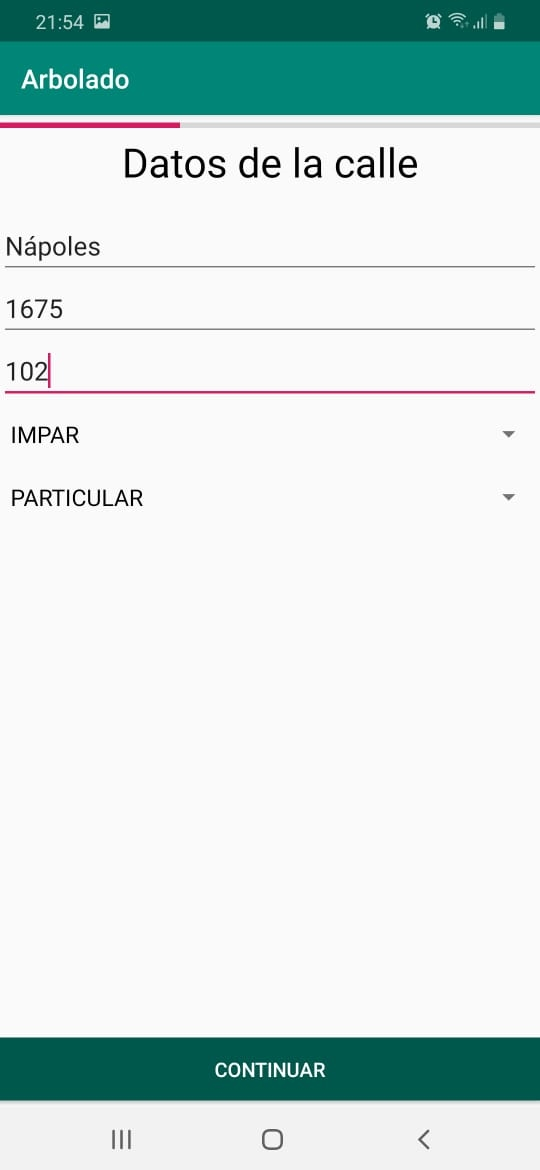 21:54
Arbolado
Datos de la calle
Nápoles
1675
102
IMPAR
PARTICULAR
CONTINUAR